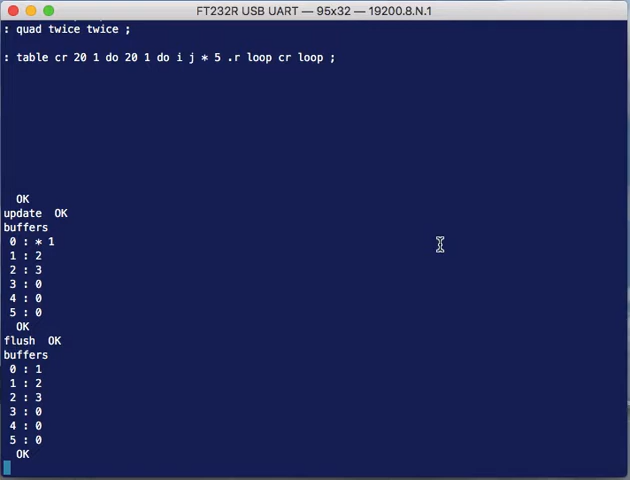 FT232R USB UART — 95x32 — 19200.8.N.1
: quad twice twice ;
: table cr 20 1 do 20 1 do i j * 5 .r loop cr loop ;
OK
update OK
buffers
0 : * 1
1 : 2
2 : 3
3 : 0
4 : 0
5 : 0
OK
flush OK
buffers
0 : 1
1 : 2
2 : 3
3 : 0
4 : 0
5 : 0
OK